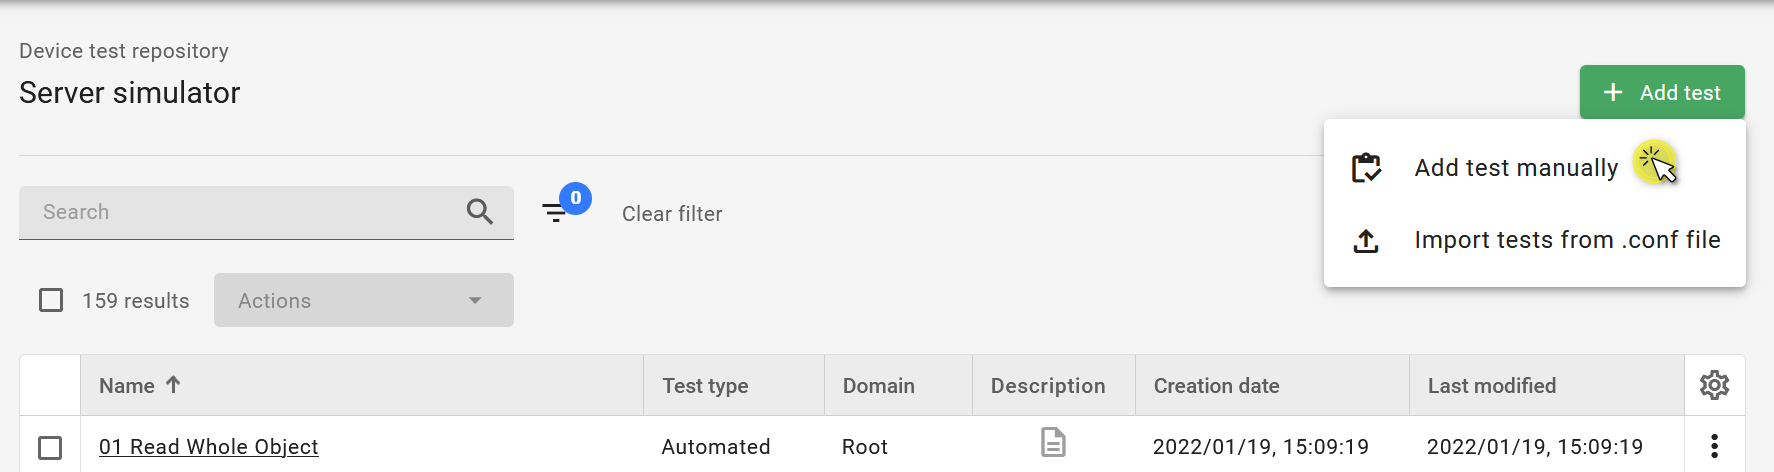 Device test repository
Server simulator
Add test
Add test manually
Import tests from .conf file
Search
0
Clear filter
159 results
Actions
Name
Test type
Domain
Description
Creation date
Last modified
01 Read Whole Object
Automated
Root
2022/01/19, 15:09:19
2022/01/19, 15:09:19